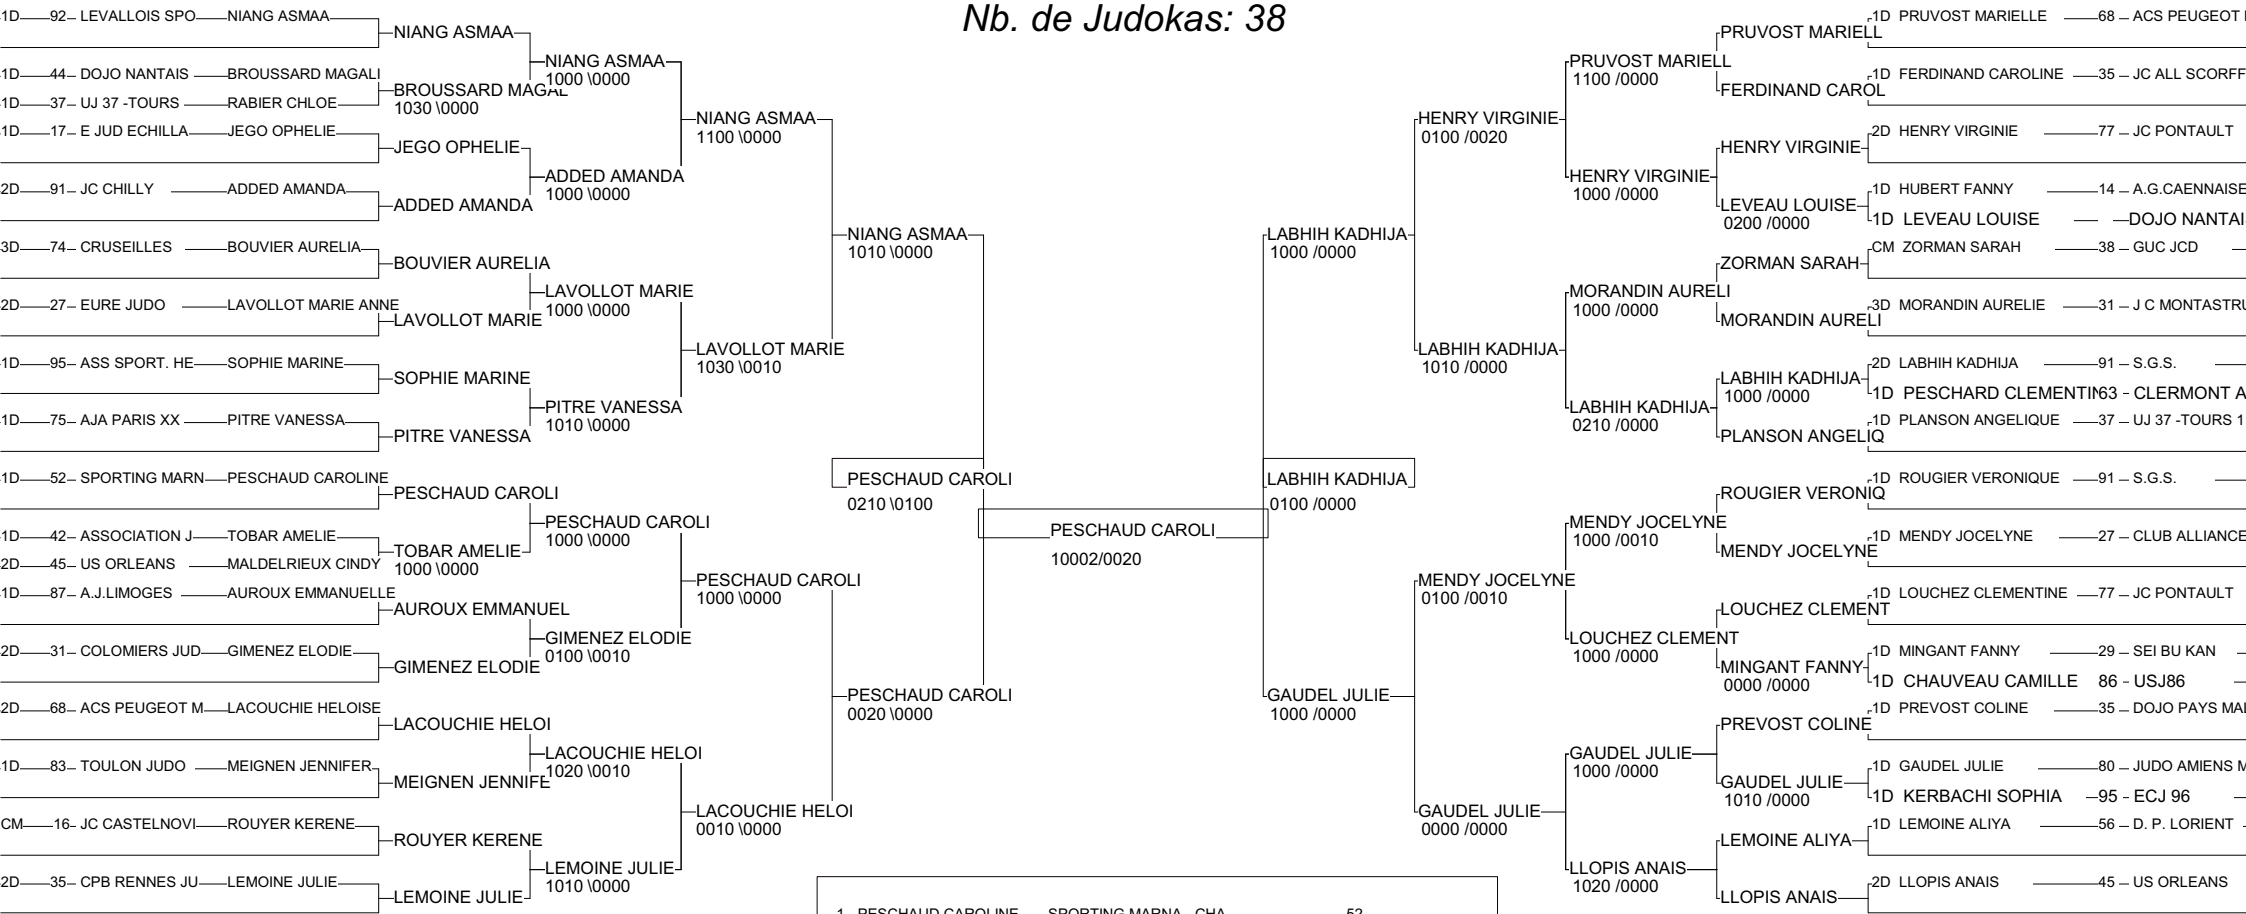 Nb. de Judokas: 38
1D 92 LEVALLOIS SPO NIANG ASMAA
1D 44 DOJO NANTAIS BROUSSARD MAGALI
1D 37 UJ 37 -TOURS RABIER CHLOE
1D 17 E JUD ECHILLA JEGO OPHELIE
2D 91 JC CHILLY ADDED AMANDA
3D 74 CRUSEILLES BOUVIER AURELIA
2D 27 EURE JUDO LAVOLLOT MARIE ANNE
1D 95 ASS SPORT. HE SOPHIE MARINE
1D 75 AJA PARIS XX PITRE VANESSA
1D 52 SPORTING MARN PESCHAUD CAROLINE
1D 42 ASSOCIATION J TOBAR AMELIE
2D 45 US ORLEANS MALDELRIEUX CINDY
1D 87 A.J.LIMOGES AUROUX EMMANUELLE
2D 31 COLOMIERS JUD GIMENEZ ELODIE
2D 68 ACS PEUGEOT M LACOUCHIE HELOISE
1D 83 TOULON JUDO MEIGNEN JENNIFER
CM 16 JC CASTELNOVI ROUYER KERENE
2D 35 CPB RENNES JU LEMOINE JULIE
NIANG ASMAA
BROUSSARD MAGAL
1030 \0000
JEGO OPHELIE
ADDED AMANDA
BOUVIER AURELIA
LAVOLLOT MARIE
SOPHIE MARINE
PITRE VANESSA
PESCHAUD CAROLI
TOBAR AMELIE
1000 \0000
AUROUX EMMANUEL
GIMENEZ ELODIE
LACOUCHIE HELOI
MEIGNEN JENNIFE
ROUYER KERENE
LEMOINE JULIE
NIANG ASMAA
1000 \0000
ADDED AMANDA
1000 \0000
LAVOLLOT MARIE
1000 \0000
PITRE VANESSA
1010 \0000
PESCHAUD CAROLI
1000 \0000
GIMENEZ ELODIE
0100 \0010
LACOUCHIE HELOI
1020 \0010
LEMOINE JULIE
1010 \0000
NIANG ASMAA
1100 \0000
LAVOLLOT MARIE
1030 \0010
PESCHAUD CAROLI
1000 \0000
LACOUCHIE HELOI
0010 \0000
NIANG ASMAA
1010 \0000
PESCHAUD CAROLI
0210 \0100
PESCHAUD CAROLI
0020 \0000
PESCHAUD CAROLI
10002/0020
LABHIH KADHIJA
1000 /0000
LABHIH KADHIJA
0100 /0000
GAUDEL JULIE
1000 /0000
HENRY VIRGINIE
0100 /0020
LABHIH KADHIJA
1010 /0000
MENDY JOCELYNE
0100 /0010
GAUDEL JULIE
0000 /0000
PRUVOST MARIELL
1100 /0000
HENRY VIRGINIE
1000 /0000
MORANDIN AURELI
1000 /0000
LABHIH KADHIJA
0210 /0000
MENDY JOCELYNE
1000 /0010
LOUCHEZ CLEMENT
1000 /0000
GAUDEL JULIE
1000 /0000
LLOPIS ANAIS
1020 /0000
PRUVOST MARIELL
FERDINAND CAROL
HENRY VIRGINIE
LEVEAU LOUISE
0200 /0000
ZORMAN SARAH
MORANDIN AURELI
LABHIH KADHIJA
1000 /0000
PLANSON ANGELIQ
ROUGIER VERONIQ
MENDY JOCELYNE
LOUCHEZ CLEMENT
MINGANT FANNY
0000 /0000
PREVOST COLINE
GAUDEL JULIE
1010 /0000
LEMOINE ALIYA
LLOPIS ANAIS
1D PRUVOST MARIELLE 68 ACS PEUGEOT
1D FERDINAND CAROLINE 35 JC ALL SCORFF
2D HENRY VIRGINIE 77 JC PONTAULT
1D HUBERT FANNY 14 A.G.CAENNAISE
1D LEVEAU LOUISE DOJO NANTAI
CM ZORMAN SARAH 38 GUC JCD
3D MORANDIN AURELIE 31 J C MONTASTRU
2D LABHIH KADHIJA 91 S.G.S.
1D PESCHARD CLEMENTIN 63 - CLERMONT A
1D PLANSON ANGELIQUE 37 UJ 37 -TOURS 1
1D ROUGIER VERONIQUE 91 S.G.S.
1D MENDY JOCELYNE 27 CLUB ALLIANCE
1D LOUCHEZ CLEMENTINE 77 JC PONTAULT
1D MINGANT FANNY 29 SEI BU KAN
1D CHAUVEAU CAMILLE 86 - USJ86
1D PREVOST COLINE 35 DOJO PAYS MAL
1D GAUDEL JULIE 80 JUDO AMIENS M
1D KERBACHI SOPHIA 95 - ECJ 96
1D LEMOINE ALIYA 56 D. P. LORIENT
2D LLOPIS ANAIS 45 US ORLEANS
1 PESCHAUD CAROLINE SPORTING MARNA CHA 52